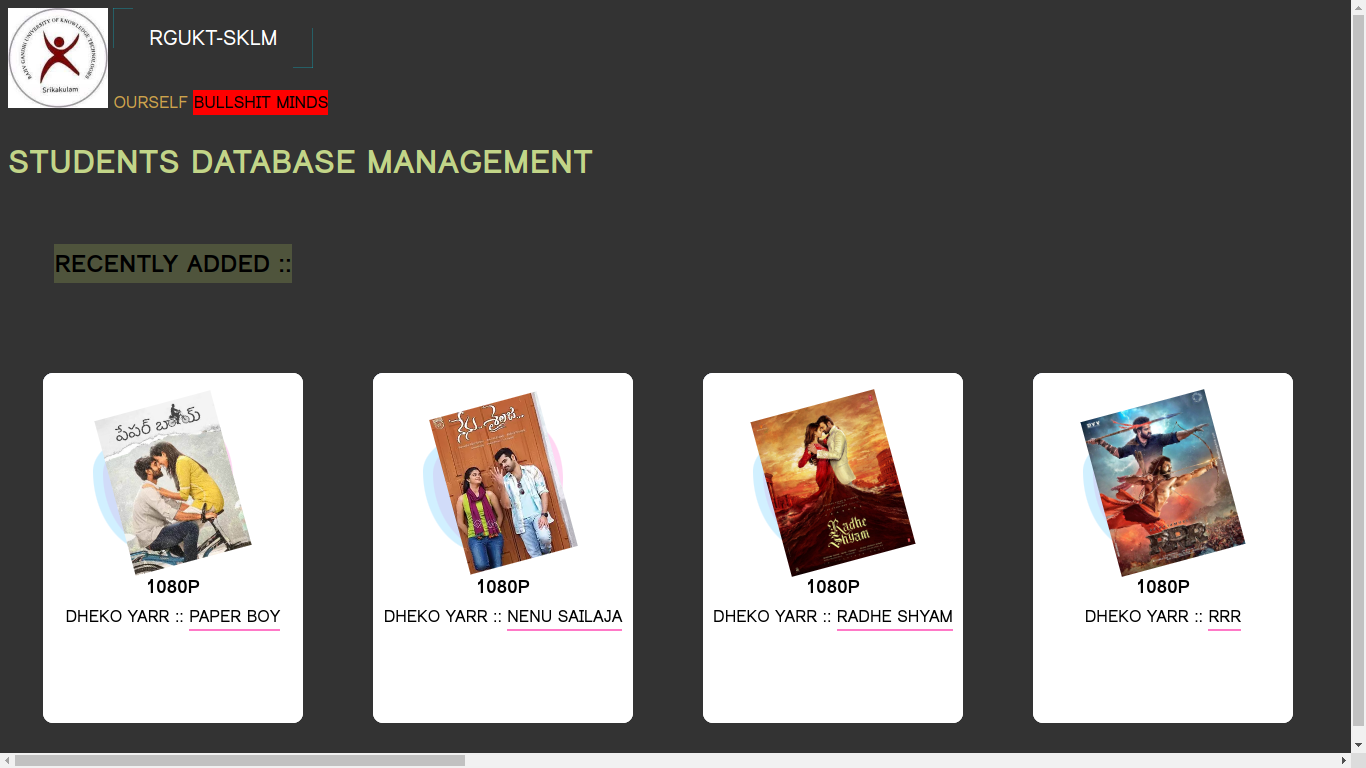 RAJIV GANDHI UNIVERSITY OF KNOWLEDGE TECHNOLOGIES
Srikakulam
RGUKT-SKLM
OURSELF BULLSHIT MINDS
STUDENTS DATABASE MANAGEMENT
RECENTLY ADDED ::
పేపర్ బాయ్
నేను.. శైలజ...
Radhe
Shyam
RRR
1080P
1080P
1080P
1080P
DHEKO YARR :: PAPER BOY
DHEKO YARR :: NENU SAILAJA
DHEKO YARR :: RADHE SHYAM
DHEKO YARR :: RRR